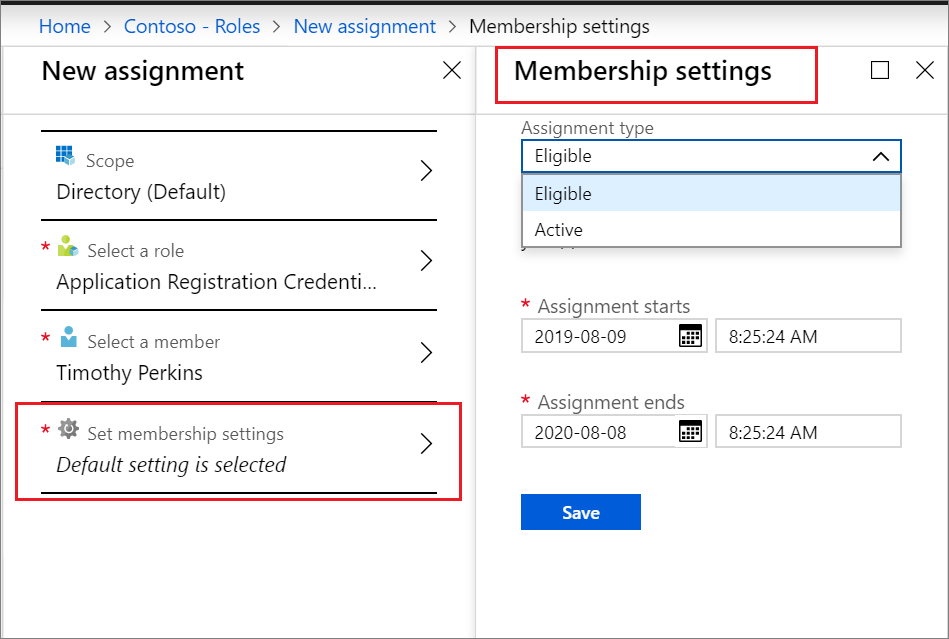 Home > Contoso - Roles > New assignment > Membership settings
New assignment
Scope
Directory (Default)
* Select a role
Application Registration Credenti...
* Select a member
Timothy Perkins
* Set membership settings
Default setting is selected
Membership settings
Assignment type
Eligible
Eligible
Active
* Assignment starts
2019-08-09 8:25:24 AM
* Assignment ends
2020-08-08 8:25:24 AM
Save